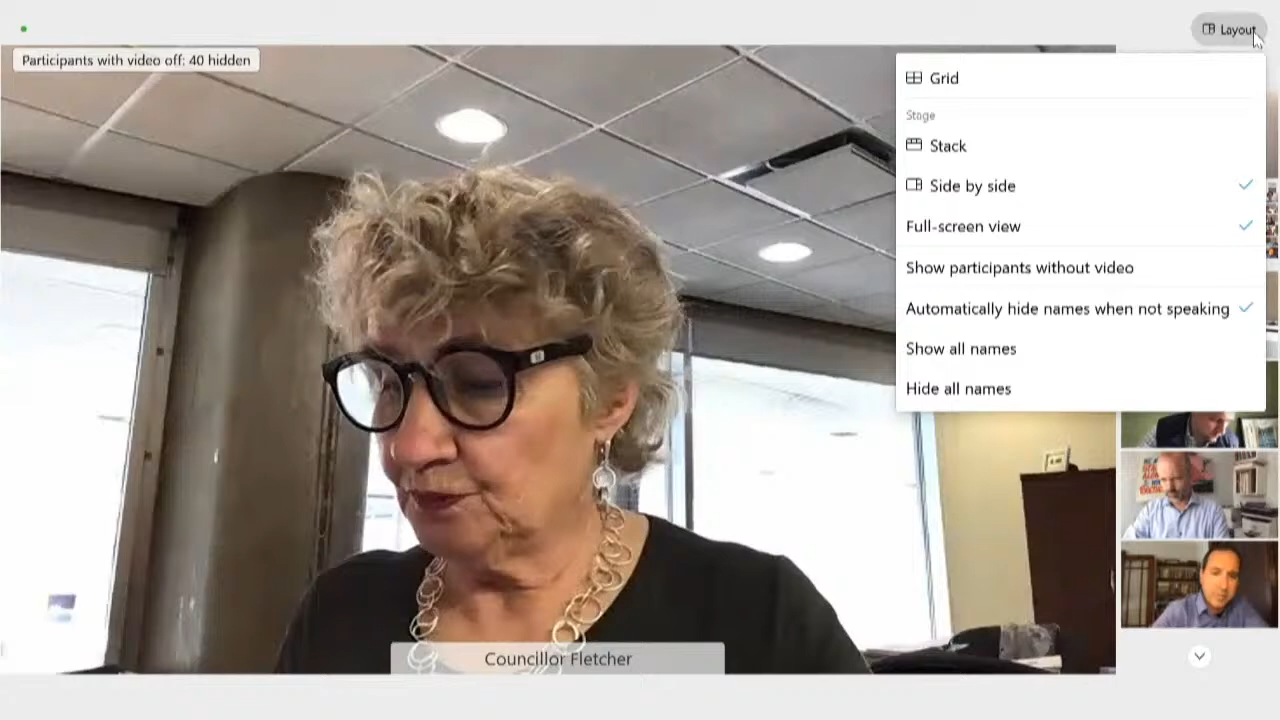 Layout
Participants with video off: 40 hidden
Grid
Stage
Stack
Side by side
Full-screen view
Show participants without video
Automatically hide names when not speaking
Show all names
Hide all names
Councillor Fletcher